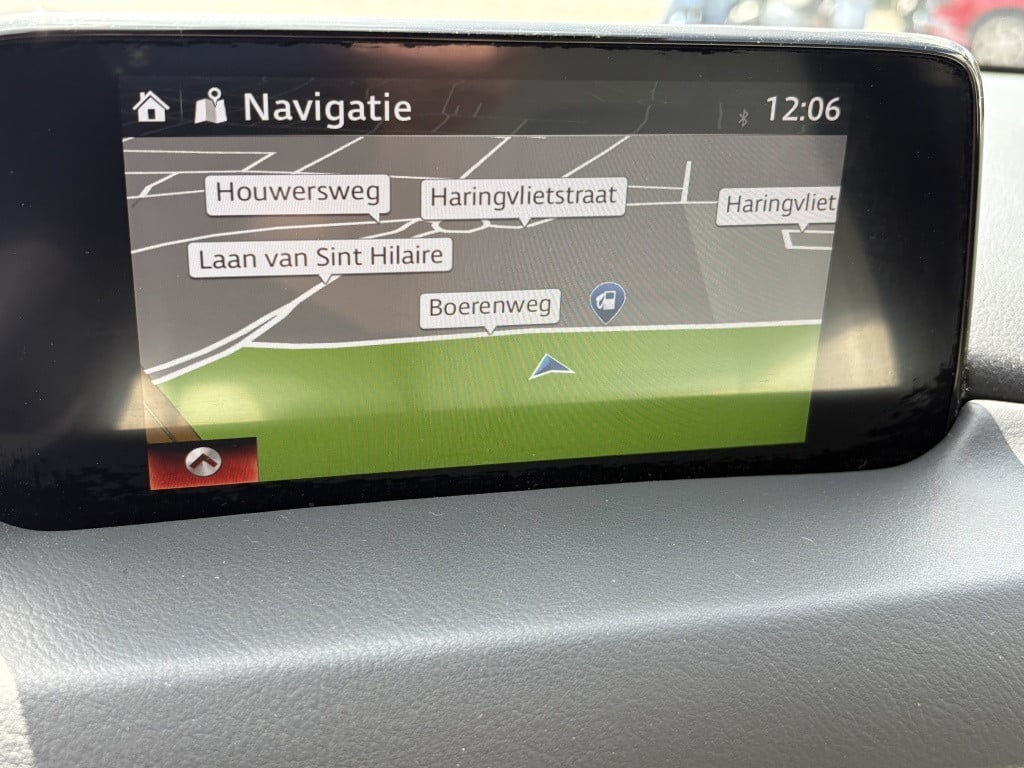 Navigatie
12:06
Houwersweg
Haringvlietstraat
Haringvliet
Laan van Sint Hilaire
Boerenweg